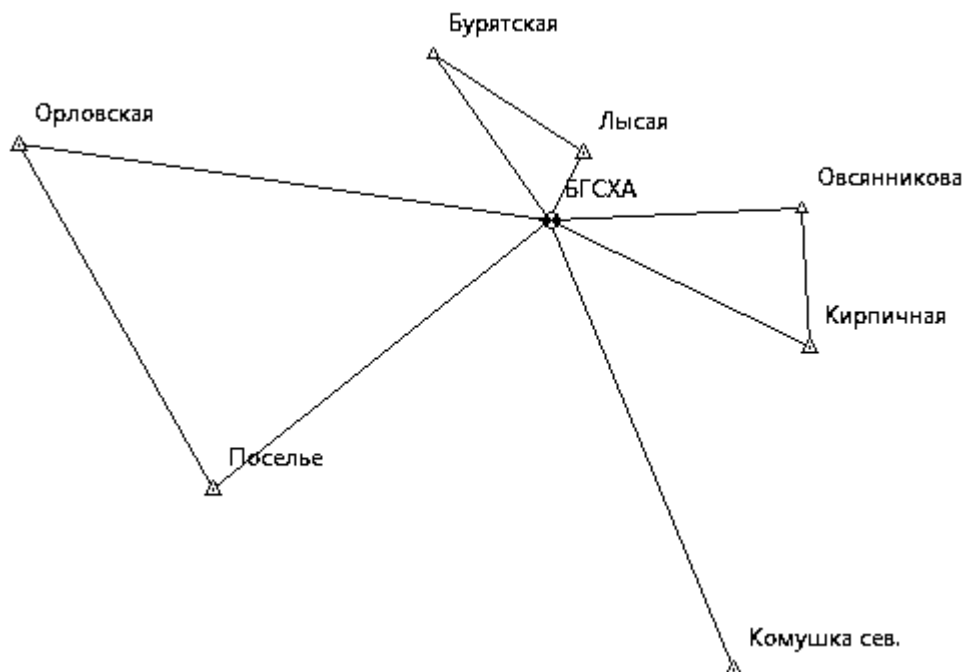 Бурятская
Орловская
Лысая
Овсянникова
БГСХА
Кирпичная
Поселье
Комушка сев.